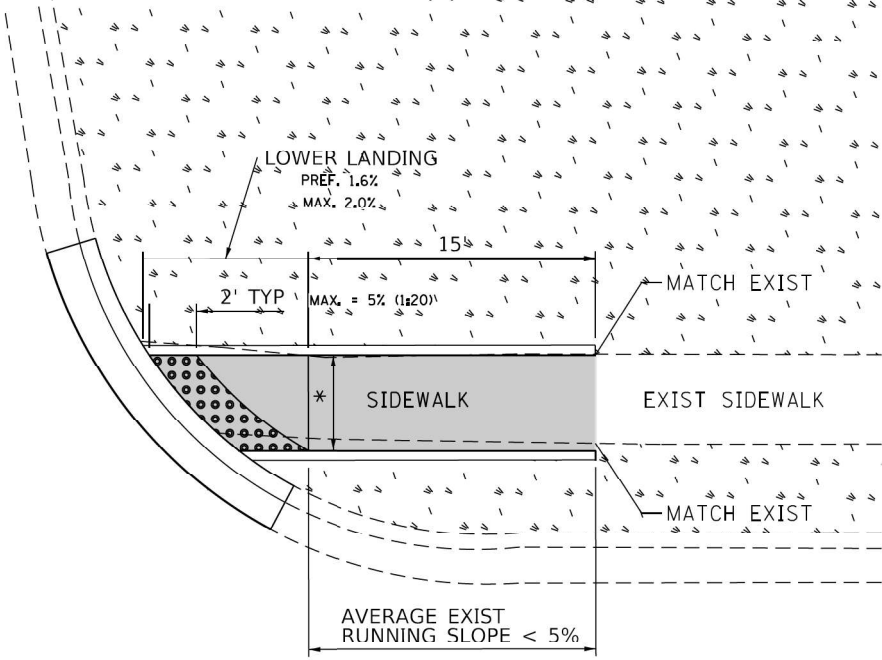 LOWER LANDING
PREF. 1.6%
MAX. 2.0%
15'
2' TYP
MAX. = 5% (1:20)
MATCH EXIST
*
SIDEWALK
EXIST SIDEWALK
MATCH EXIST
AVERAGE EXIST
RUNNING SLOPE < 5%